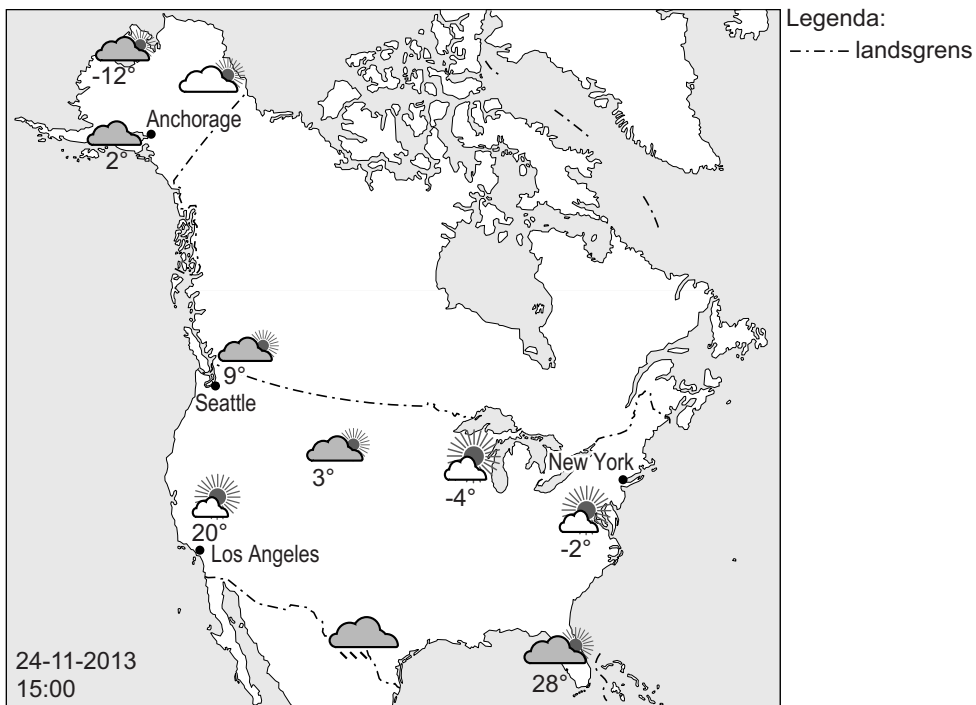 Legenda:
landsgrens
-12°
Anchorage
2°
9°
Seattle
3°
-4°
New York
20°
-2°
Los Angeles
28°
24-11-2013
15:00